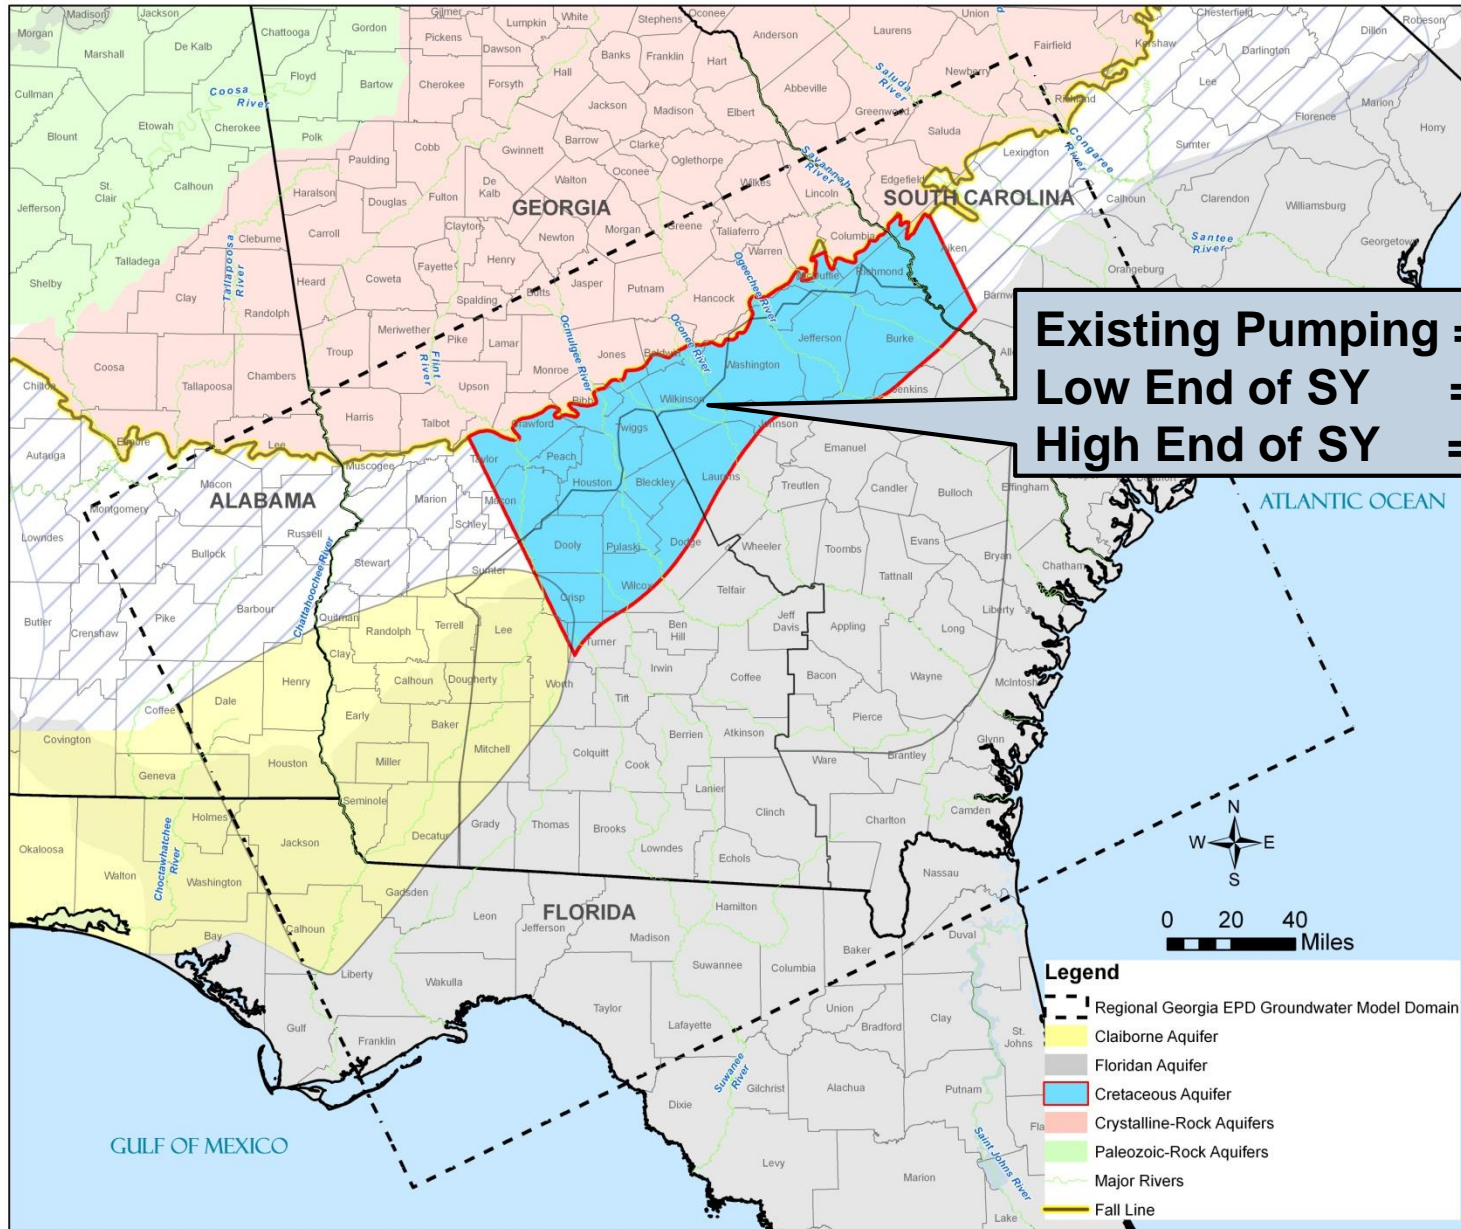 Madison
Jackson
Morgan
Marshall
De Kalb
Chattooga
Gordon
Gilmer
Pickens
Lumpkin
White
Dawson
Stephens
Oconee
Anderson
Laurens
Union
Chesterfield
Robeson
Dillon
Fairfield
Kershaw
Darlington
Lee
Marion
Floyd
Bartow
Cherokee
Forsyth
Hall
Banks
Franklin
Hart
Abbeville
Newberry
Saluda River
Greenwood
Richland
Florence
Horry
Cullman
Coosa River
Etowah
Cherokee
Blount
Polk
Jackson
Madison
Elbert
Saluda
Congaree River
Sumter
Paulding
Cobb
Gwinnett
Barrow
Clarke
Oglethorpe
Savannah River
Lexington
St. Clair
Calhoun
Haralson
Douglas
Fulton
De Kalb
Walton
Oconee
Wilkes
Lincoln
Edgefield
SOUTH CAROLINA
Calhoun
Clarendon
Williamsburg
Jefferson
GEORGIA
Clayton
Newton
Morgan
Greene
Taliaferro
Columbia
Santee River
Georgetown
Cleburne
Carroll
Talladega
Tallapoosa River
Fayette
Henry
Warren
McDuffie
Richmond
Aiken
Orangeburg
Shelby
Clay
Heard
Coweta
Spalding
Butts
Jasper
Putnam
Hancock
Ogeechee River
Barnwell
Randolph
Meriwether
Pike
Lamar
Ocmulgee River
Oconee River
Jefferson
Burke
Existing Pumping =
Low End of SY =
High End of SY =
Coosa
Troup
Flint River
Monroe
Jones
Baldwin
Washington
Jenkins
Chilton
Tallapoosa
Chambers
Upson
Bibb
Wilkinson
Harris
Talbot
Crawford
Twiggs
Johnson
Elmore
Lee
Autauga
Muscogee
Taylor
Peach
Emanuel
Macon
Houston
Bleckley
Laurens
Treutlen
Candler
Bulloch
Effingham
Montgomery
ALABAMA
Marion
Macon
ATLANTIC OCEAN
Lowndes
Russell
Schley
Bullock
Stewart
Dooly
Pulaski
Dodge
Wheeler
Toombs
Evans
Bryan
Chatham
Chattahoochee River
Sumter
Wilcox
Tattnall
Crisp
Telfair
Barbour
Pike
Butler
Crenshaw
Quitman
Randolph
Terrell
Lee
Turner
Ben Hill
Jeff Davis
Appling
Liberty
Long
Clay
Irwin
Henry
Calhoun
Dougherty
Worth
Tift
Coffee
Bacon
Wayne
McIntosh
Coffee
Dale
Early
Baker
Pierce
Covington
Mitchell
Berrien
Atkinson
Glynn
Houston
Miller
Colquitt
Cook
Ware
Brantley
Geneva
Lanier
Seminole
Clinch
Camden
Holmes
Decatur
Grady
Thomas
Brooks
Charlton
N
W E
S
Okaloosa
Jackson
Lowndes
Echols
Walton
Choctawhatchee River
Washington
Nassau
Gadsden
Leon
FLORIDA
Hamilton
0 20 40
Miles
Calhoun
Jefferson
Madison
Baker
Duval
Bay
Suwannee
Columbia
Liberty
Wakulla
Legend
Regional Georgia EPD Groundwater Model Domain
Claiborne Aquifer
Floridan Aquifer
Cretaceous Aquifer
Crystalline-Rock Aquifers
Paleozoic-Rock Aquifers
Major Rivers
Fall Line
Taylor
Union
Clay
Gulf
Lafayette
Bradford
St. Johns
Franklin
Suwanee River
Gilchrist
Alachua
Putnam
Dixie
GULF OF MEXICO
Saint Johns River
Levy
Marion
Lake